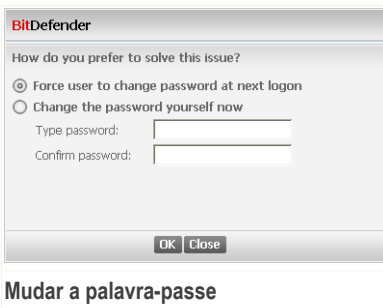 BitDefender
How do you prefer to solve this issue?
Force user to change password at next logon
Change the password yourself now
Type password:
Confirm password:
OK Close
Mudar a palavra-passe